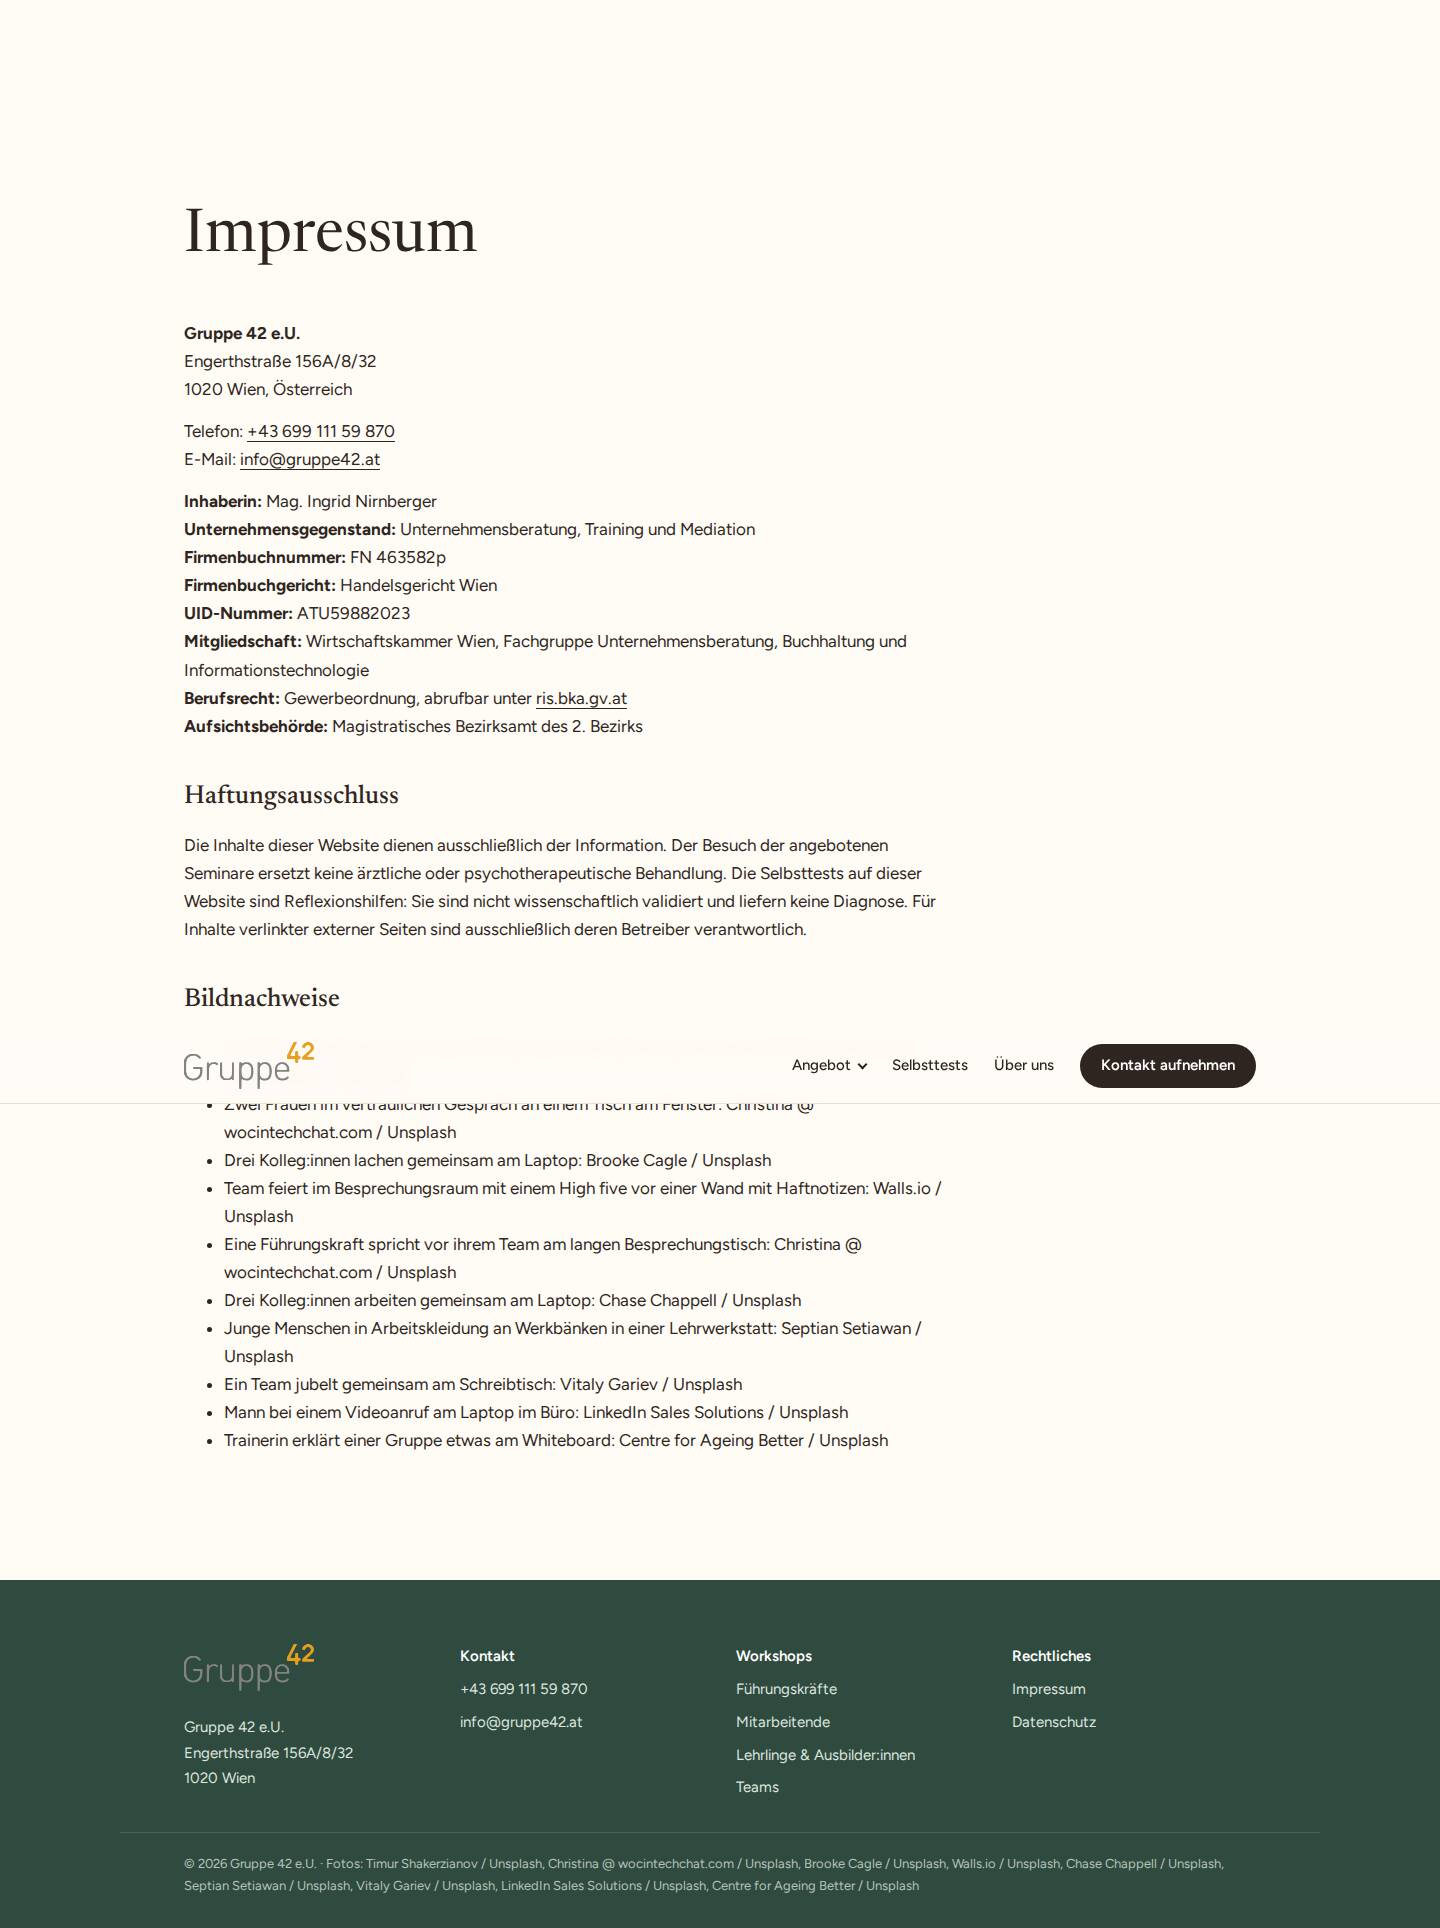 Impressum
Gruppe 42 e.U.
Engerthstraße 156A/8/32
1020 Wien, Österreich
Telefon: +43 699 111 59 870
E-Mail: info@gruppe42.at
Inhaberin: Mag. Ingrid Nirnberger
Unternehmensgegenstand: Unternehmensberatung, Training und Mediation
Firmenbuchnummer: FN 463582p
Firmenbuchgericht: Handelsgericht Wien
UID-Nummer: ATU59882023
Mitgliedschaft: Wirtschaftskammer Wien, Fachgruppe Unternehmensberatung, Buchhaltung und
Informationstechnologie
Berufsrecht: Gewerbeordnung, abrufbar unter ris.bka.gv.at
Aufsichtsbehörde: Magistratisches Bezirksamt des 2. Bezirks
Haftungsausschluss
Die Inhalte dieser Website dienen ausschließlich der Information. Der Besuch der angebotenen
Seminare ersetzt keine ärztliche oder psychotherapeutische Behandlung. Die Selbsttests auf dieser
Website sind Reflexionshilfen: Sie sind nicht wissenschaftlich validiert und liefern keine Diagnose. Für
Inhalte verlinkter externer Seiten sind ausschließlich deren Betreiber verantwortlich.
Bildnachweise
Gruppe 42
Angebot
Selbsttests
Über uns
Kontakt aufnehmen
Zwei Frauen im vertraulichen Gespräch an einem Tisch am Fenster: Christina @
wocintechchat.com / Unsplash
Drei Kolleg:innen lachen gemeinsam am Laptop: Brooke Cagle / Unsplash
Team feiert im Besprechungsraum mit einem High five vor einer Wand mit Haftnotizen: Walls.io /
Unsplash
Eine Führungskraft spricht vor ihrem Team am langen Besprechungstisch: Christina @
wocintechchat.com / Unsplash
Drei Kolleg:innen arbeiten gemeinsam am Laptop: Chase Chappell / Unsplash
Junge Menschen in Arbeitskleidung an Werkbänken in einer Lehrwerkstatt: Septian Setiawan /
Unsplash
Ein Team jubelt gemeinsam am Schreibtisch: Vitaly Gariev / Unsplash
Mann bei einem Videoanruf am Laptop im Büro: LinkedIn Sales Solutions / Unsplash
Trainerin erklärt einer Gruppe etwas am Whiteboard: Centre for Ageing Better / Unsplash
Gruppe 42
Gruppe 42 e.U.
Engerthstraße 156A/8/32
1020 Wien
Kontakt
+43 699 111 59 870
info@gruppe42.at
Workshops
Führungskräfte
Mitarbeitende
Lehrlinge & Ausbilder:innen
Teams
Rechtliches
Impressum
Datenschutz
© 2026 Gruppe 42 e.U. · Fotos: Timur Shakerzianov / Unsplash, Christina @ wocintechchat.com / Unsplash, Brooke Cagle / Unsplash, Walls.io / Unsplash, Chase Chappell / Unsplash,
Septian Setiawan / Unsplash, Vitaly Gariev / Unsplash, LinkedIn Sales Solutions / Unsplash, Centre for Ageing Better / Unsplash